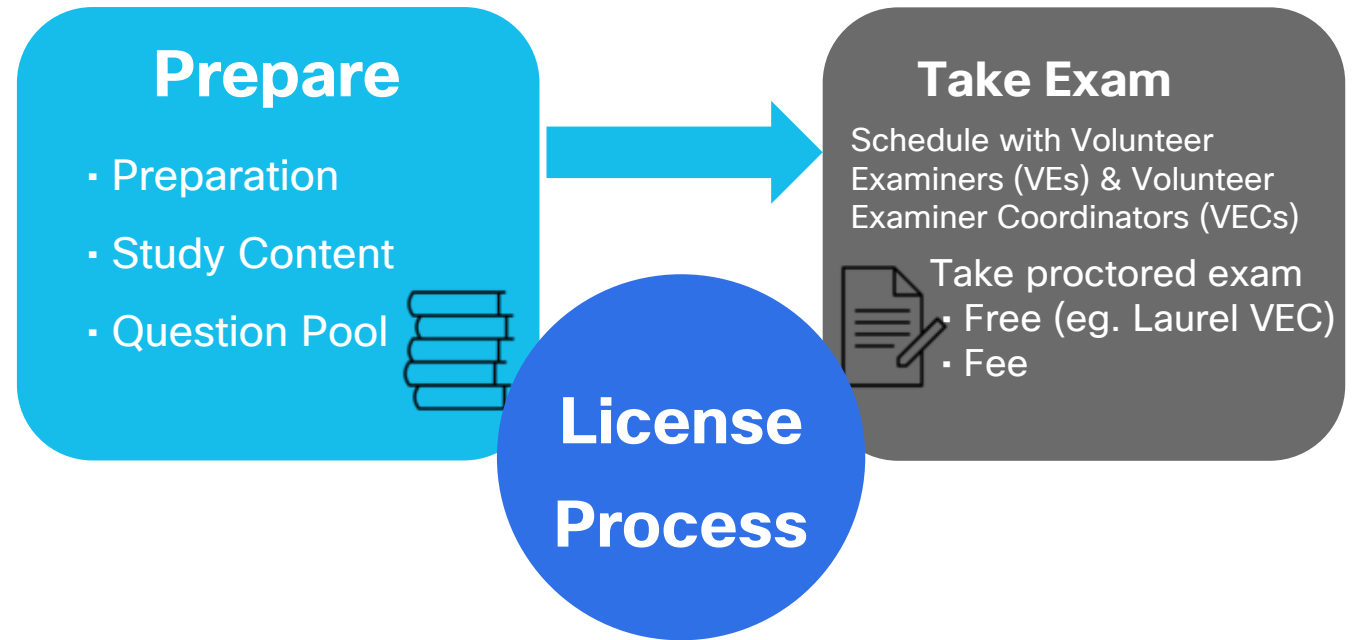 Prepare
▪ Preparation
▪ Study Content
▪ Question Pool
Take Exam
Schedule with Volunteer
Examiners (VEs) & Volunteer
Examiner Coordinators (VECs)
Take proctored exam
▪ Free (eg. Laurel VEC)
▪ Fee
License
Process